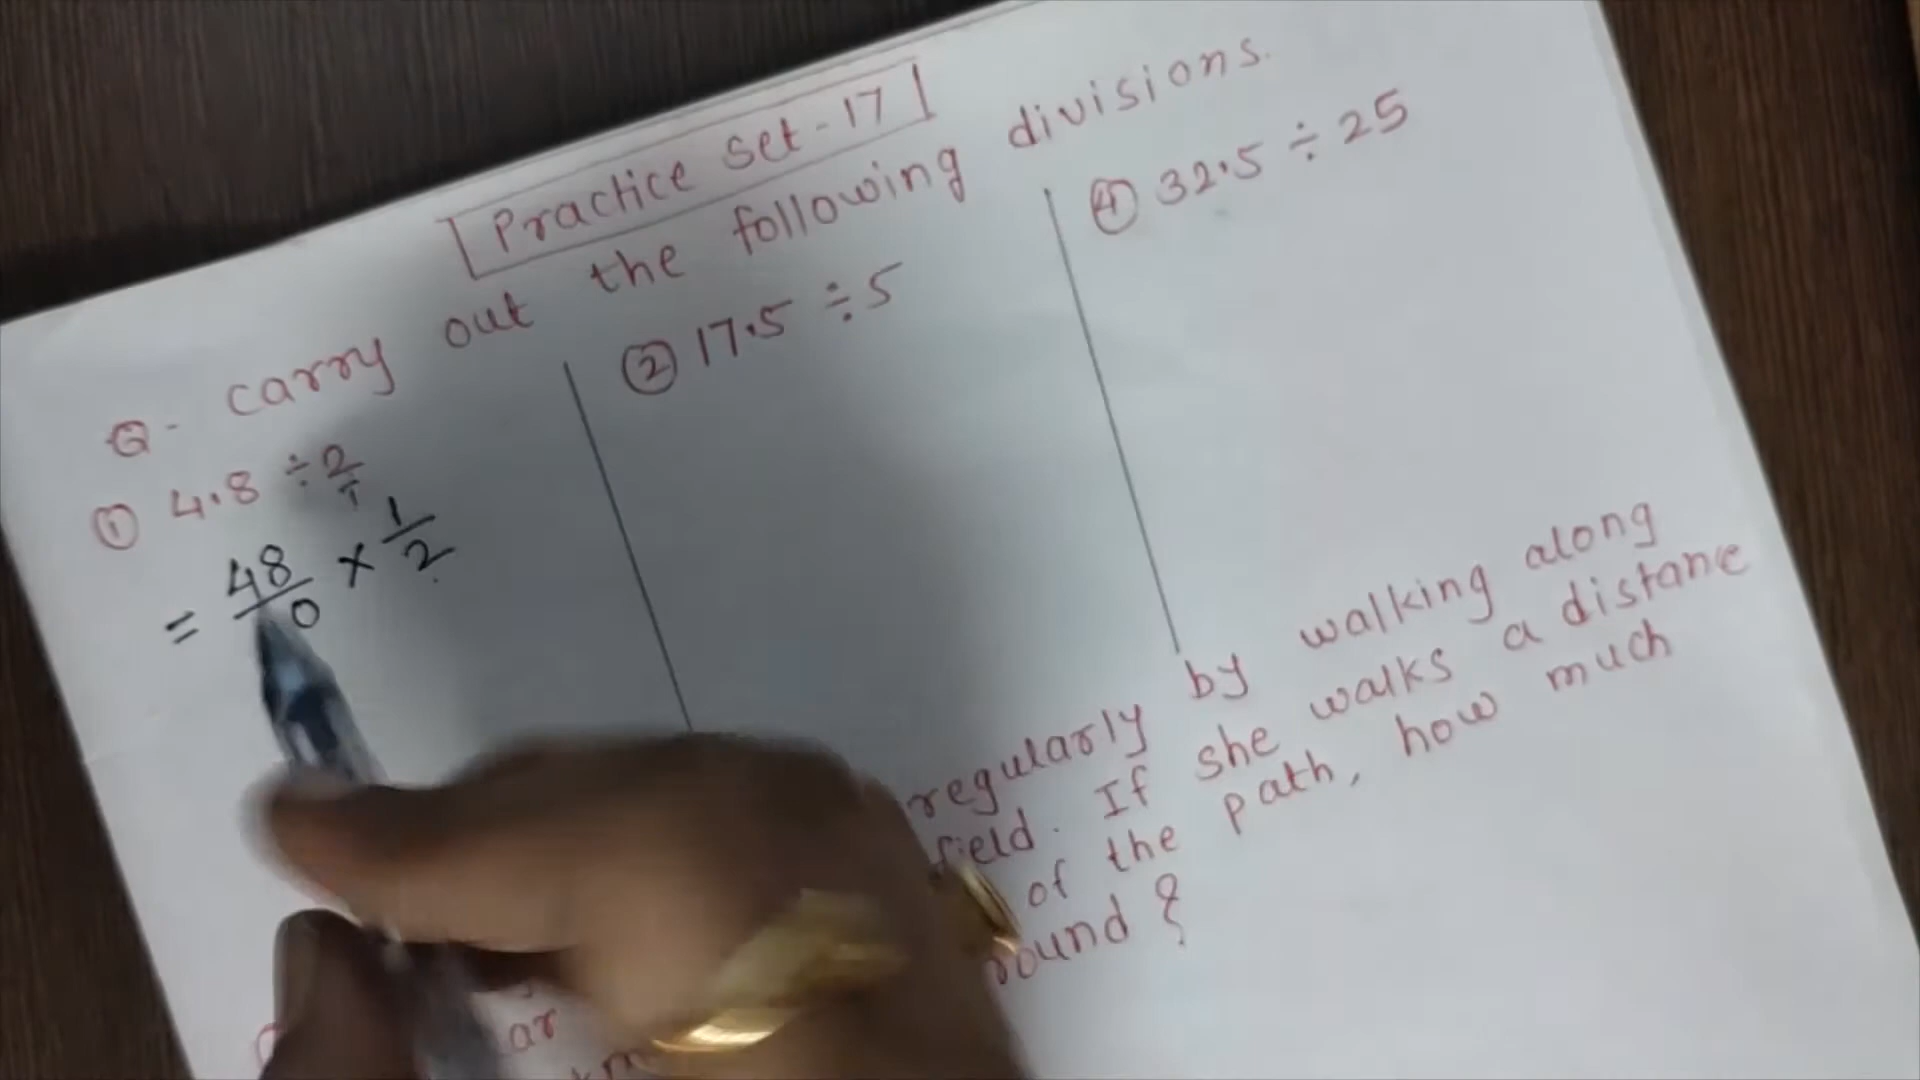 Practice Set-17
Q- carry out the following divisions.
① 4.8 ÷ 2/1
= 48/ 0 × 1/2
② 17.5 ÷ 5
④ 32.5 ÷ 25
regularly by walking along
field. If she walks a distane
of the path, how much
round ?